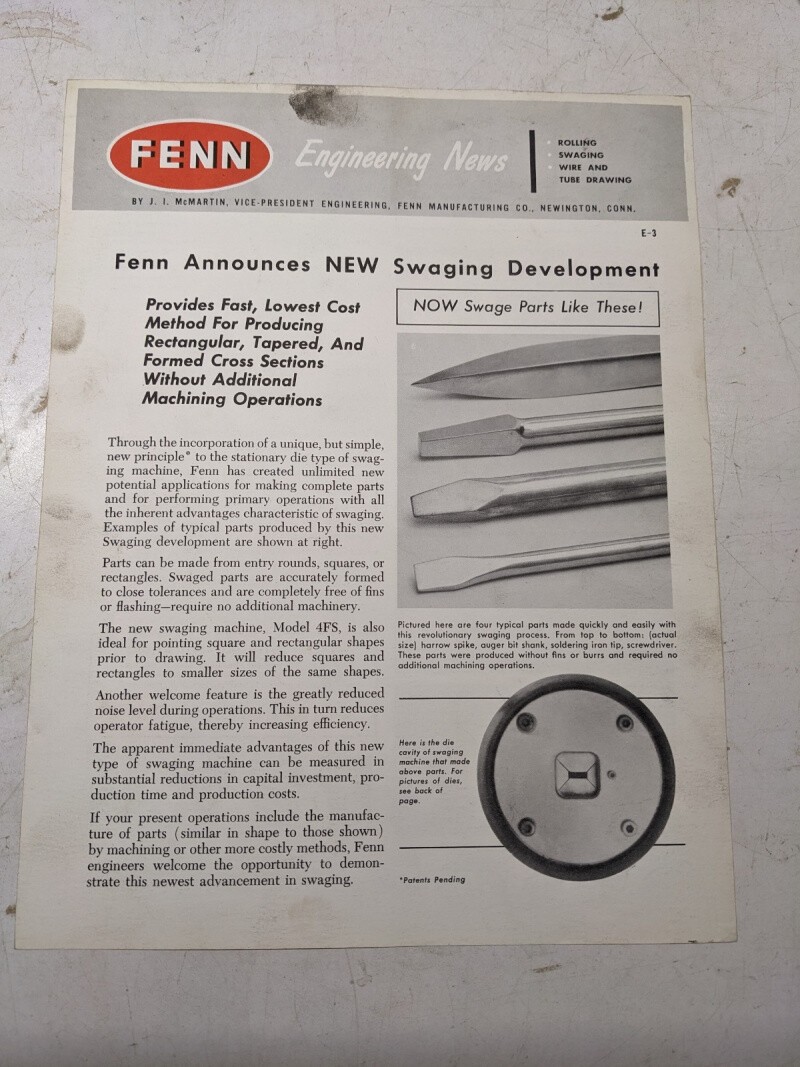 FENN
Engineering News
• ROLLING
• SWAGING
• WIRE AND
TUBE DRAWING
BY J. I. McMARTIN, VICE-PRESIDENT ENGINEERING, FENN MANUFACTURING CO., NEWINGTON, CONN.
E-3
Fenn Announces NEW Swaging Development
Provides Fast, Lowest Cost
Method For Producing
Rectangular, Tapered, And
Formed Cross Sections
Without Additional
Machining Operations
Through the incorporation of a unique, but simple,
new principle* to the stationary die type of swag-
ing machine, Fenn has created unlimited new
potential applications for making complete parts
and for performing primary operations with all
the inherent advantages characteristic of swaging.
Examples of typical parts produced by this new
Swaging development are shown at right.
Parts can be made from entry rounds, squares, or
rectangles. Swaged parts are accurately formed
to close tolerances and are completely free of fins
or flashing—require no additional machinery.
The new swaging machine, Model 4FS, is also
ideal for pointing square and rectangular shapes
prior to drawing. It will reduce squares and
rectangles to smaller sizes of the same shapes.
Another welcome feature is the greatly reduced
noise level during operations. This in turn reduces
operator fatigue, thereby increasing efficiency.
The apparent immediate advantages of this new
type of swaging machine can be measured in
substantial reductions in capital investment, pro-
duction time and production costs.
If your present operations include the manufac-
ture of parts (similar in shape to those shown)
by machining or other more costly methods, Fenn
engineers welcome the opportunity to demon-
strate this newest advancement in swaging.
NOW Swage Parts Like These!
Pictured here are four typical parts made quickly and easily with
this revolutionary swaging process. From top to bottom: (actual
size) harrow spike, auger bit shank, soldering iron tip, screwdriver.
These parts were produced without fins or burrs and required no
additional machining operations.
Here is the die
cavity of swaging
machine that made
above parts. For
pictures of dies,
see back of
page.
*Patents Pending